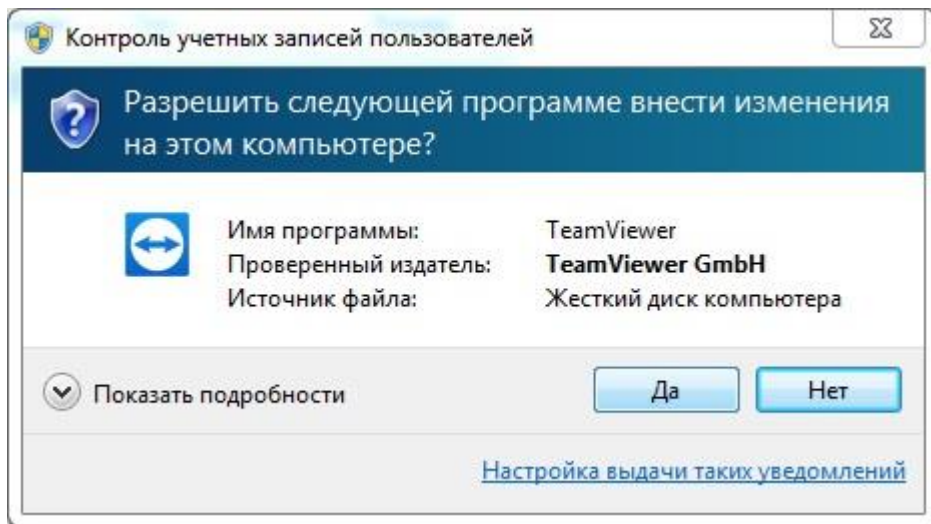 Контроль учетных записей пользователей
Разрешить следующей программе внести изменения
на этом компьютере?
Имя программы: TeamViewer
Проверенный издатель: TeamViewer GmbH
Источник файла: Жесткий диск компьютера
Показать подробности Да Нет
Настройка выдачи таких уведомлений